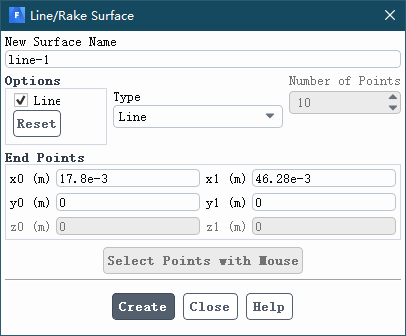 Line/Rake Surface
New Surface Name
line-1
Options
Line
Reset
Type
Line
Number of Points
10
End Points
x0 (m) 17.8e-3 x1 (m) 46.28e-3
y0 (m) 0 y1 (m) 0
z0 (m) 0 z1 (m) 0
Select Points with Mouse
Create Close Help